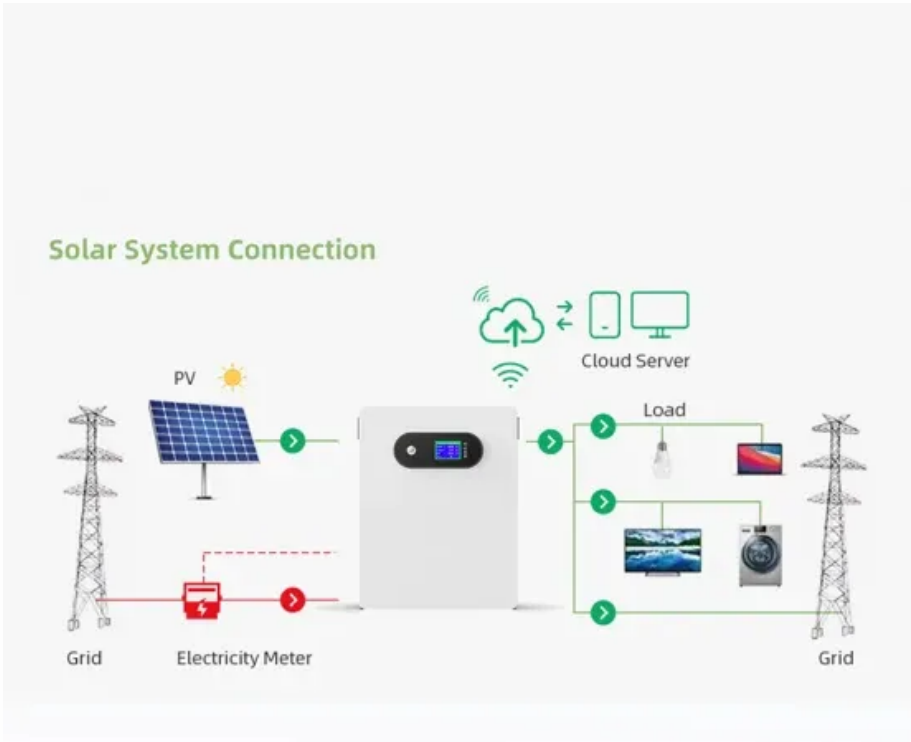 Solar System Connection
Cloud Server
PV
Load
Grid
Electricity Meter
Grid